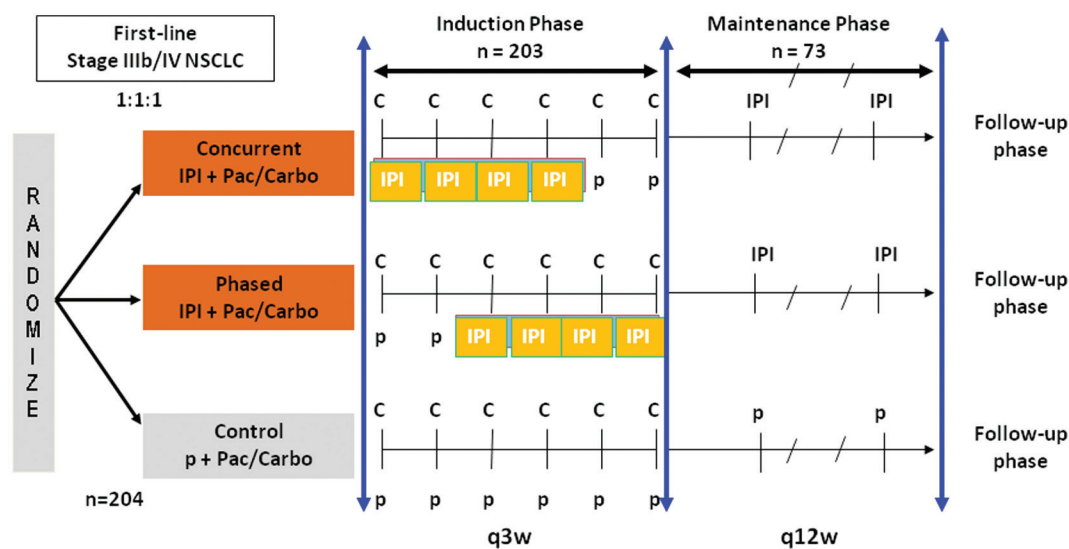 First-line
Stage IIIb/IV NSCLC
1:1:1
Induction Phase
n = 203
Maintenance Phase
n = 73
RANDOMIZE
n=204
Concurrent
IPI + Pac/Carbo
C C C C C C
IPI IPI IPI IPI p p
IPI IPI
Follow-up
phase
Phased
IPI + Pac/Carbo
C C C C C C
p p IPI IPI IPI IPI
IPI IPI
Follow-up
phase
Control
p + Pac/Carbo
C C C C C C
p p p p p p
p p
Follow-up
phase
q3w
q12w